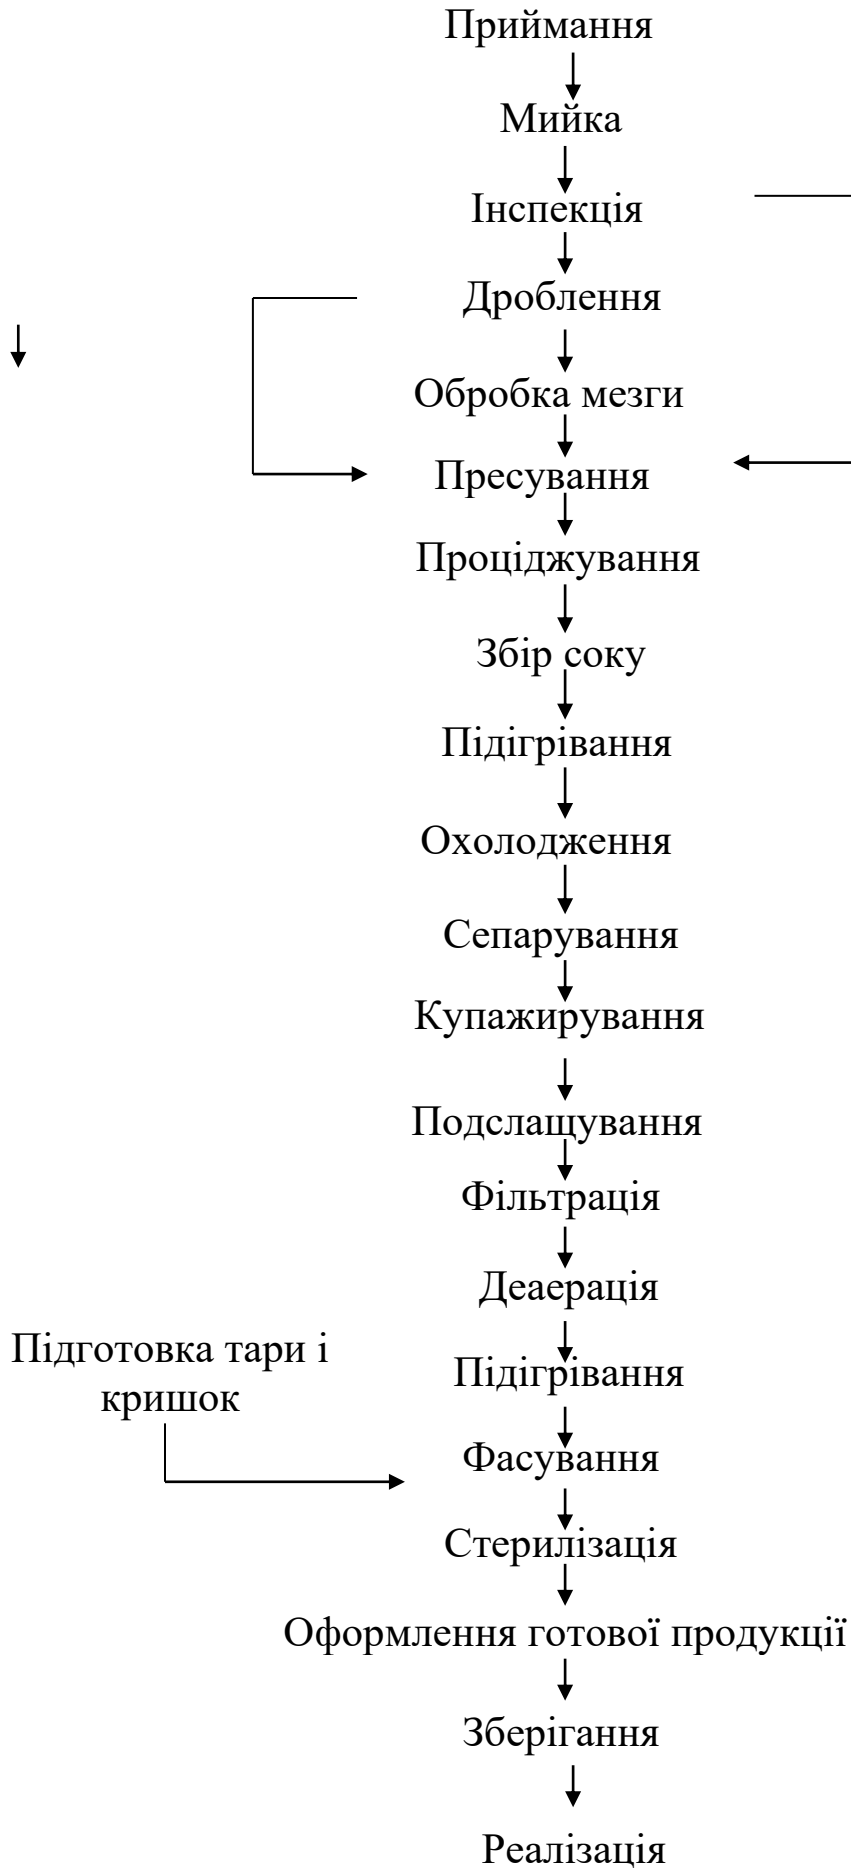 Приймання
Мийка
Інспекція
Дроблення
Обробка мезги
Пресування
Проціджування
Збір соку
Підігрівання
Охолодження
Сепарування
Купажирування
Подслащування
Фільтрація
Деаерація
Підготовка тари і
кришок
Підігрівання
Фасування
Стерилізація
Оформлення готової продукції
Зберігання
Реалізація